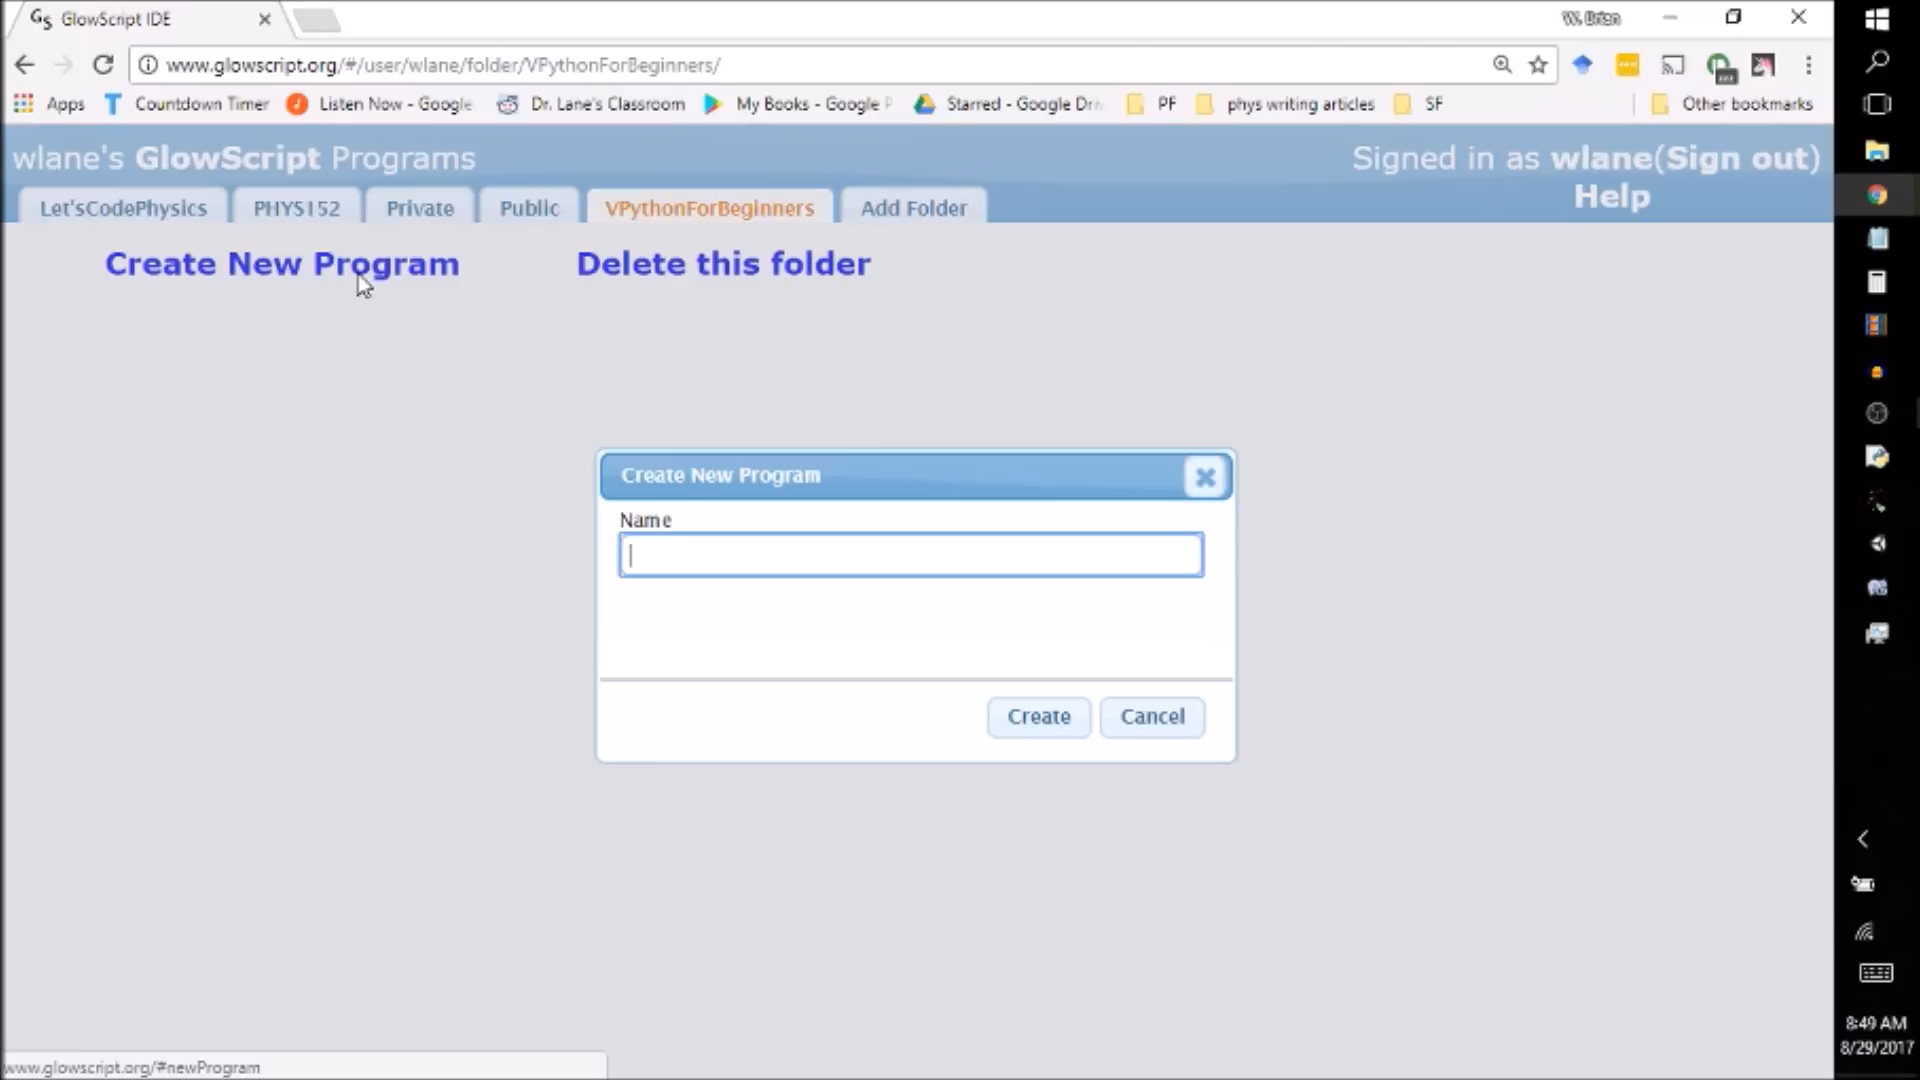 GlowScript IDE
W. Brian
www.glowscript.org/#/user/wlane/folder/VPythonForBeginners/
Apps Countdown Timer Listen Now - Google Dr. Lane's Classroom My Books - Google P Starred - Google Driv PF phys writing articles SF Other bookmarks
wlane's GlowScript Programs
Signed in as wlane(Sign out)
Help
Let'sCodePhysics PHYS152 Private Public VPythonForBeginners Add Folder
Create New Program Delete this folder
Create New Program
Name
Create Cancel
www.glowscript.org/#newProgram
8:49 AM
8/29/2017